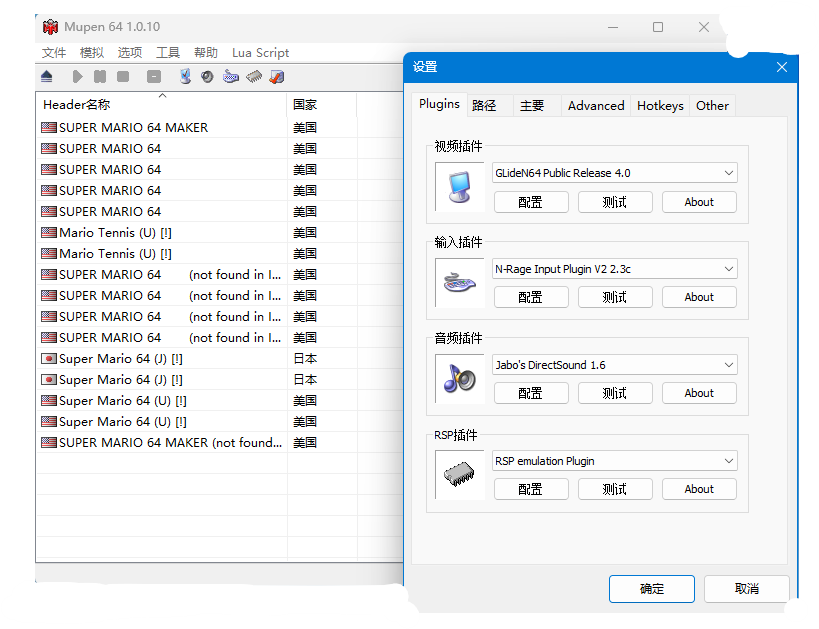 Mupen 64 1.0.10
文件 模拟 选项 工具 帮助 Lua Script
Header名称 国家
SUPER MARIO 64 MAKER 美国
SUPER MARIO 64 美国
SUPER MARIO 64 美国
SUPER MARIO 64 美国
SUPER MARIO 64 美国
Mario Tennis (U) [!] 美国
Mario Tennis (U) [!] 美国
SUPER MARIO 64 (not found in I... 美国
SUPER MARIO 64 (not found in I... 美国
SUPER MARIO 64 (not found in I... 美国
SUPER MARIO 64 (not found in I... 美国
Super Mario 64 (J) [!] 日本
Super Mario 64 (J) [!] 日本
Super Mario 64 (U) [!] 美国
Super Mario 64 (U) [!] 美国
SUPER MARIO 64 MAKER (not found... 美国
设置
Plugins 路径 主要 Advanced Hotkeys Other
视频插件
GLideN64 Public Release 4.0
配置 测试 About
输入插件
N-Rage Input Plugin V2 2.3c
配置 测试 About
音频插件
Jabo's DirectSound 1.6
配置 测试 About
RSP插件
RSP emulation Plugin
配置 测试 About
确定 取消